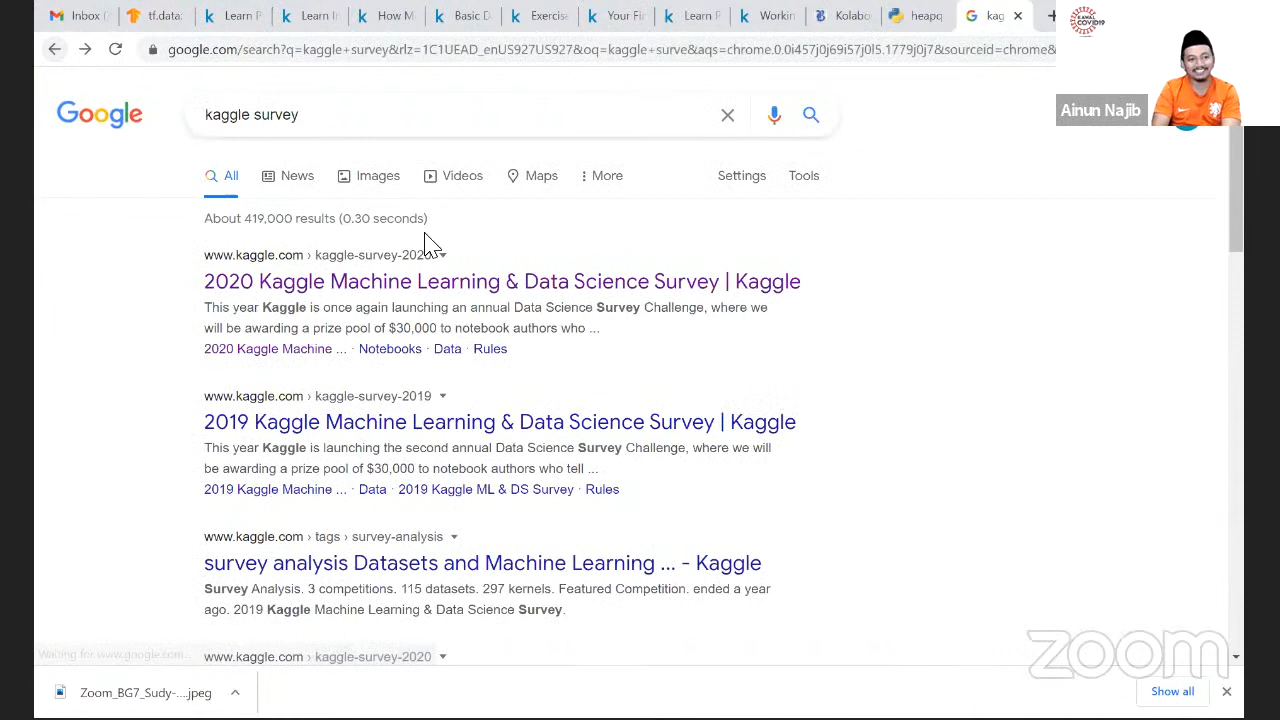 Inbox (
tf.data:
Learn P
Learn In
How M
Basic D
Exercise
Your Fi
Learn P
Workin
Kolabo
heapq
kag
google.com/search?q=kaggle+survey&rlz=1C1UEAD_enUS927US927&oq=kaggle+surve&aqs=chrome.0.0i457j0j69i57j0l5.1779j0j7&sourceid=chrome&
KAWAL
COVID19
Ainun Najib
Google
kaggle survey
All
News
Images
Videos
Maps
More
Settings
Tools
About 419,000 results (0.30 seconds)
www.kaggle.com › kaggle-survey-2020
2020 Kaggle Machine Learning & Data Science Survey | Kaggle
This year Kaggle is once again launching an annual Data Science Survey Challenge, where we
will be awarding a prize pool of $30,000 to notebook authors who ...
2020 Kaggle Machine ... · Notebooks · Data · Rules
www.kaggle.com › kaggle-survey-2019
2019 Kaggle Machine Learning & Data Science Survey | Kaggle
This year Kaggle is launching the second annual Data Science Survey Challenge, where we will
be awarding a prize pool of $30,000 to notebook authors who tell ...
2019 Kaggle Machine ... · Data · 2019 Kaggle ML & DS Survey · Rules
www.kaggle.com › tags › survey-analysis
survey analysis Datasets and Machine Learning ... - Kaggle
Survey Analysis. 3 competitions. 115 datasets. 297 kernels. Featured Competition. ended a year
ago. 2019 Kaggle Machine Learning & Data Science Survey.
www.kaggle.com › kaggle-survey-2020
Waiting for www.google.com...
zoom
Zoom_BG7_Sudy-....jpeg
Show all